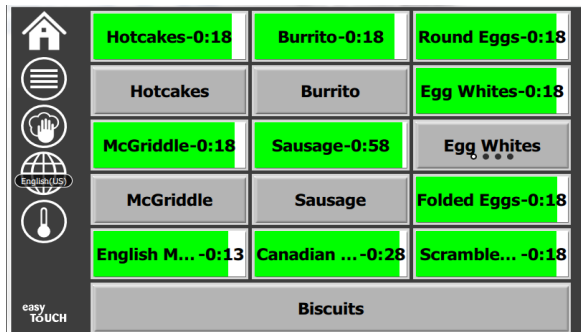 Hotcakes-0:18
Burrito-0:18
Round Eggs-0:18
Hotcakes
Burrito
Egg Whites-0:18
McGriddle-0:18
Sausage-0:58
Egg Whites
English(US)
McGriddle
Sausage
Folded Eggs-0:18
English M...-0:13
Canadian ...-0:28
Scramble...-0:18
easy
TOUCH
Biscuits